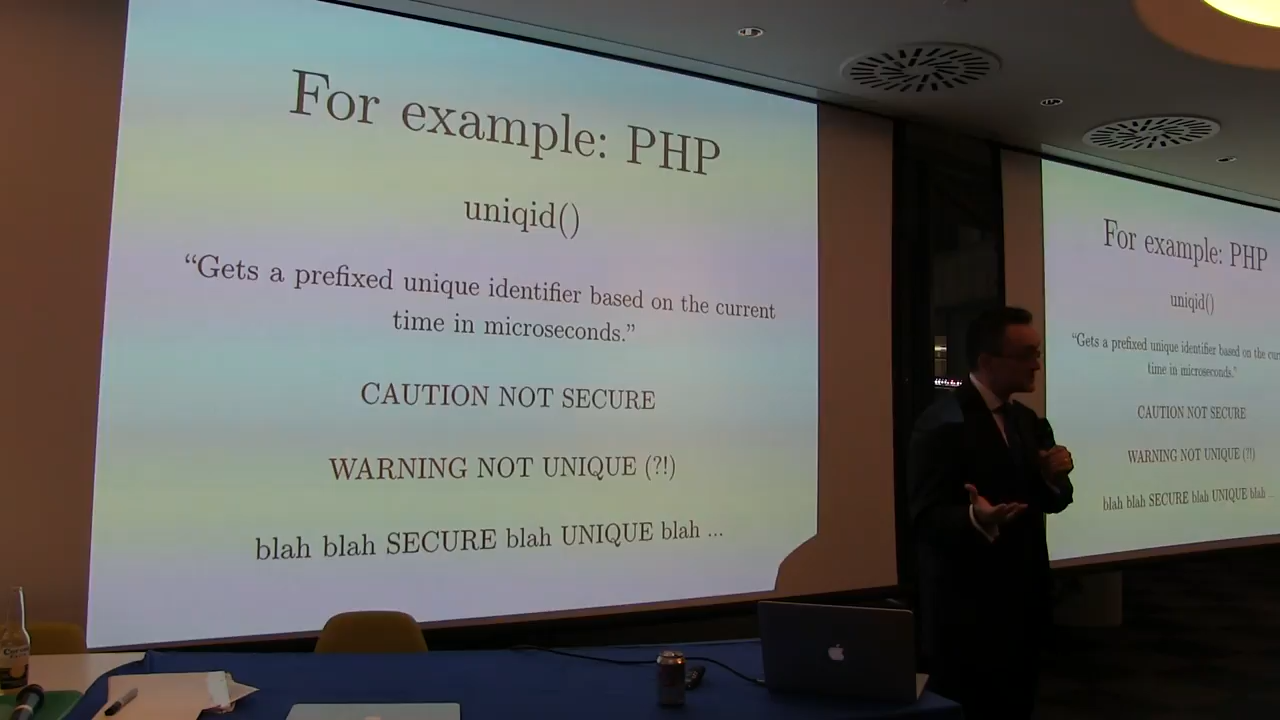 For example: PHP
uniqid()
“Gets a prefixed unique identifier based on the current
time in microseconds.”
CAUTION NOT SECURE
WARNING NOT UNIQUE (?!)
blah blah SECURE blah UNIQUE blah ...
For example: PHP
uniqid()
“Gets a prefixed unique identifier based on the
time in microseconds.”
CAUTION NOT SECURE
WARNING NOT UNIQUE (?!)
blah blah SECURE blah UNIQUE blah ...